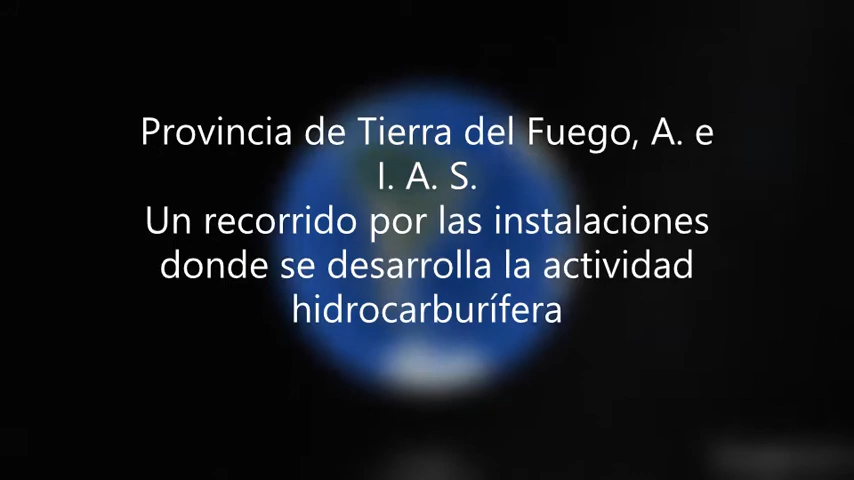 Provincia de Tierra del Fuego, A. e
I. A. S.
Un recorrido por las instalaciones
donde se desarrolla la actividad
hidrocarburífera